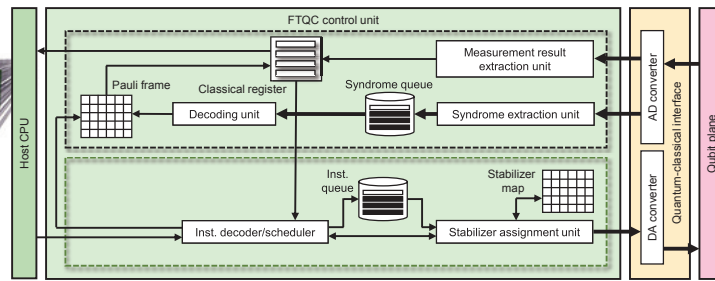 FTQC control unit
Host CPU
Measurement result
extraction unit
Pauli frame
Classical register
Syndrome queue
Decoding unit
Syndrome extraction unit
AD converter
Quantum-classical interface
Qubit plane
Inst.
queue
Stabilizer
map
Inst. decoder/scheduler
Stabilizer assignment unit
DA converter